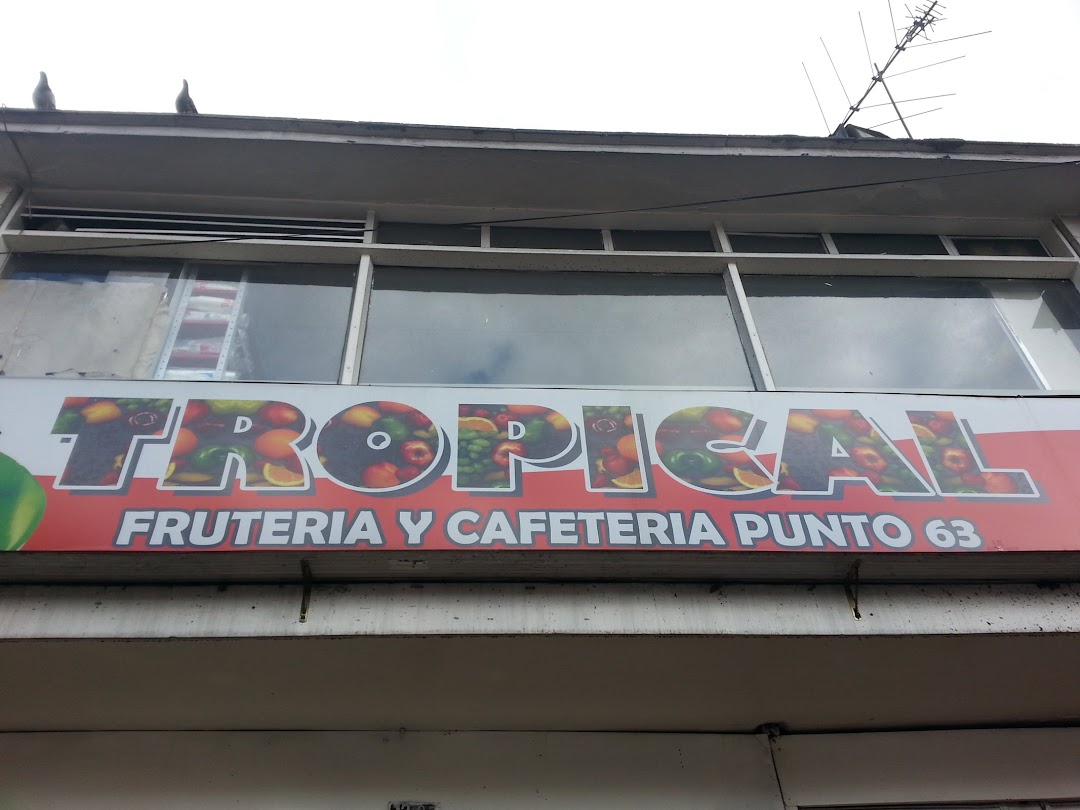 TROPICAL
FRUTERIA Y CAFETERIA PUNTO 63